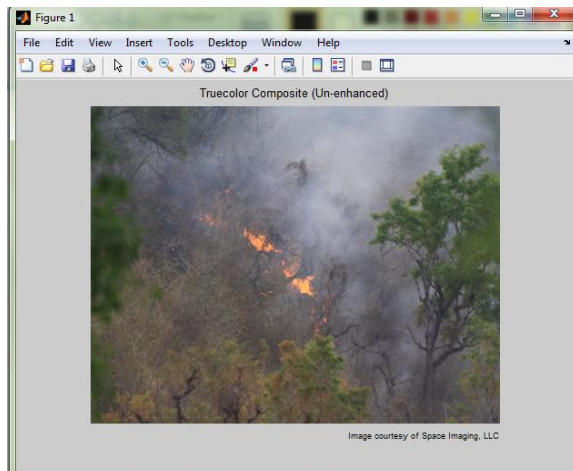 Figure 1
File Edit View Insert Tools Desktop Window Help
Truecolor Composite (Un-enhanced)
Image courtesy of Space Imaging, LLC